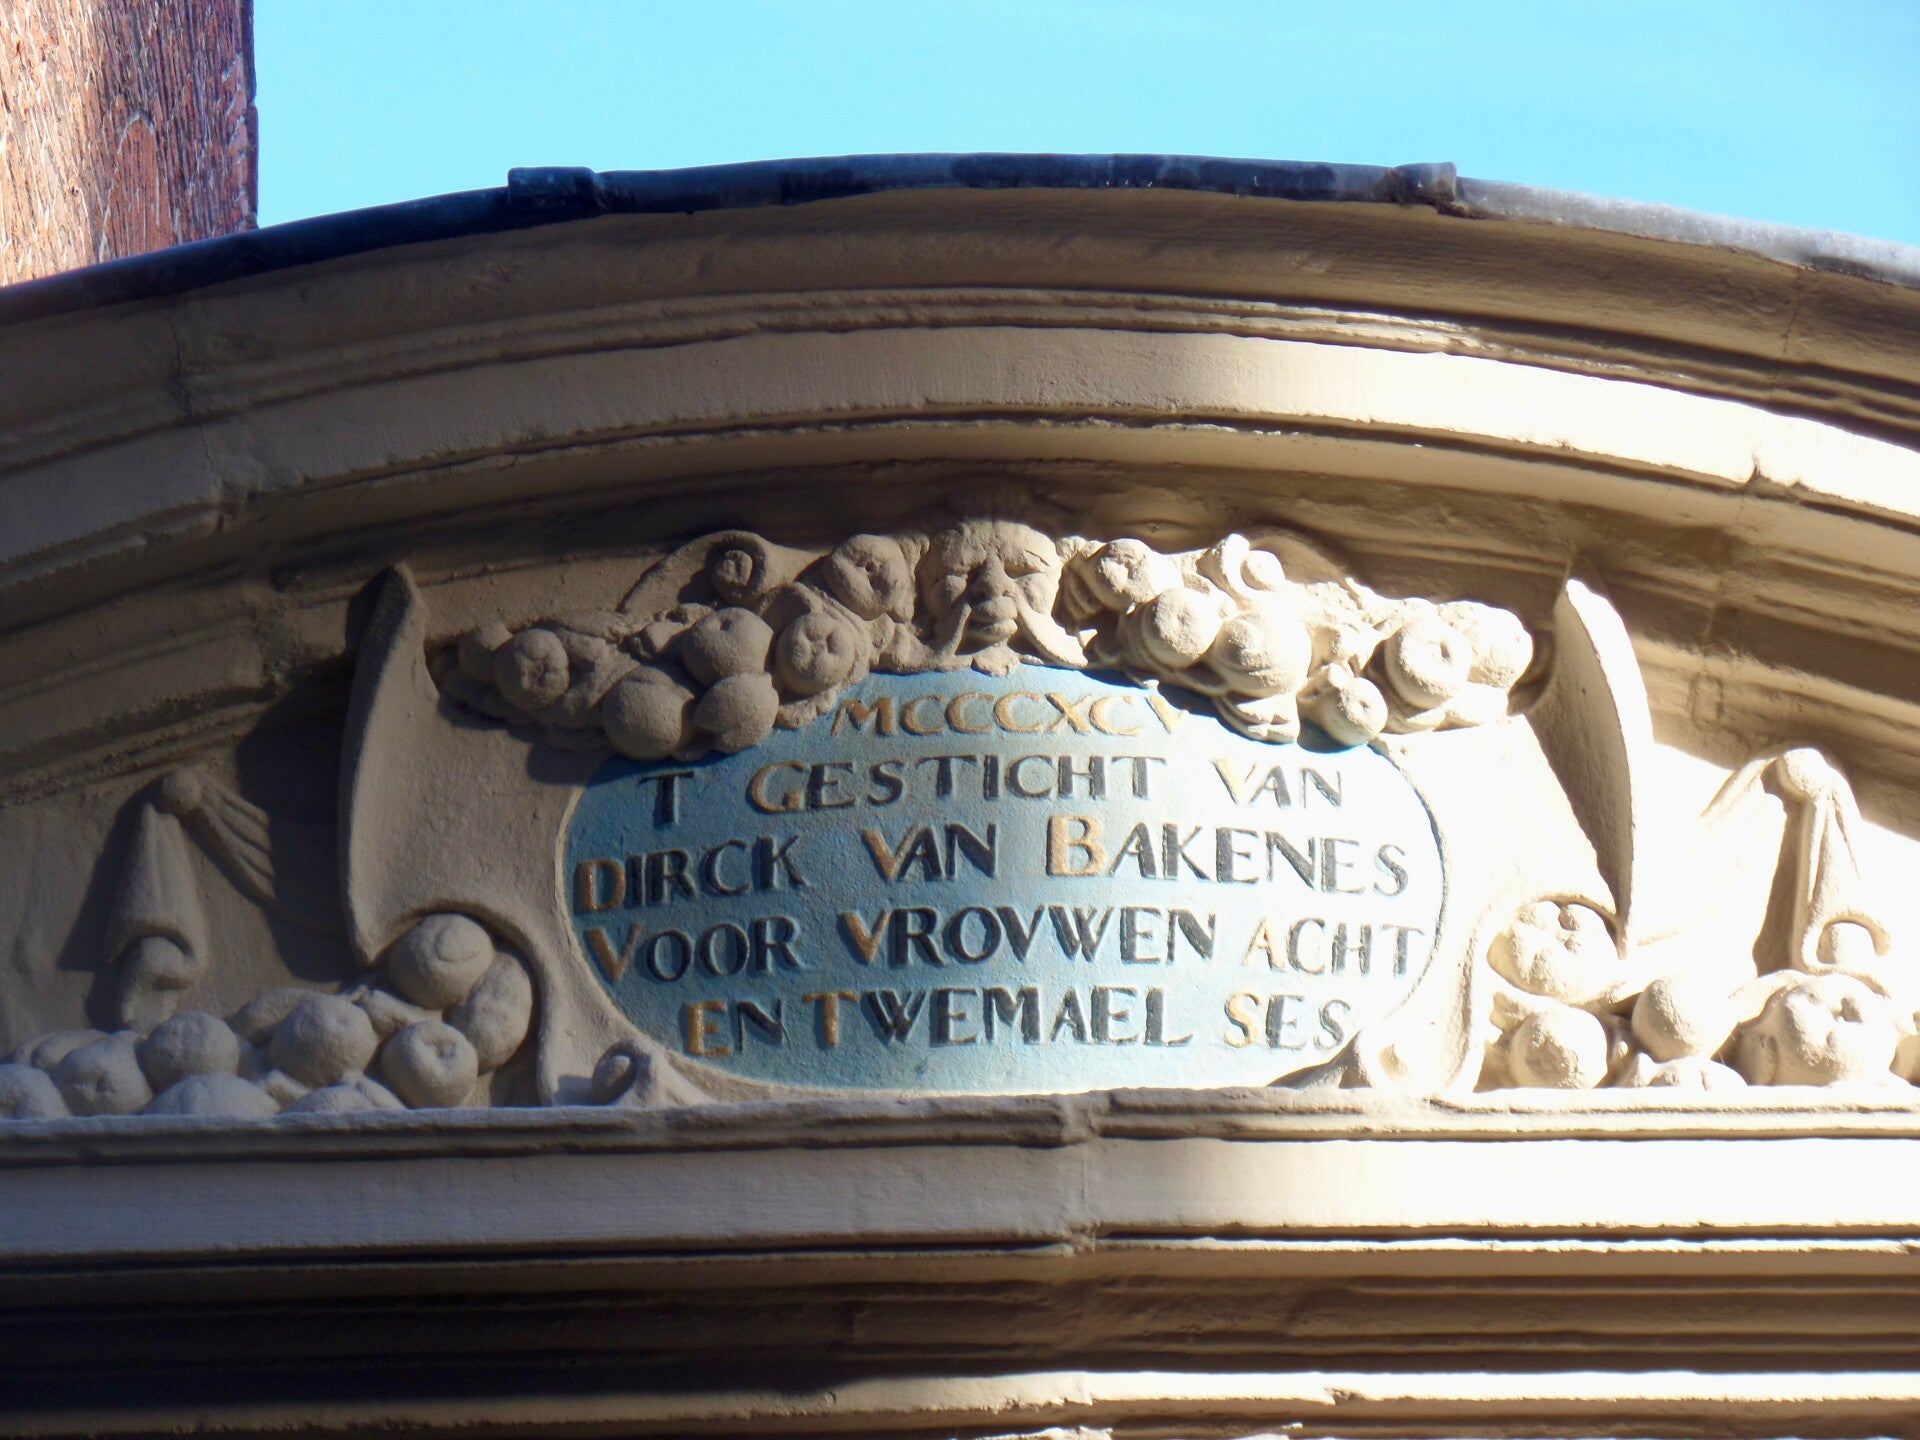 MCCCXCV
T GESTICHT VAN
DIRCK VAN BAKENES
VOOR VROVWEN ACHT
EN TWEMAEL SES